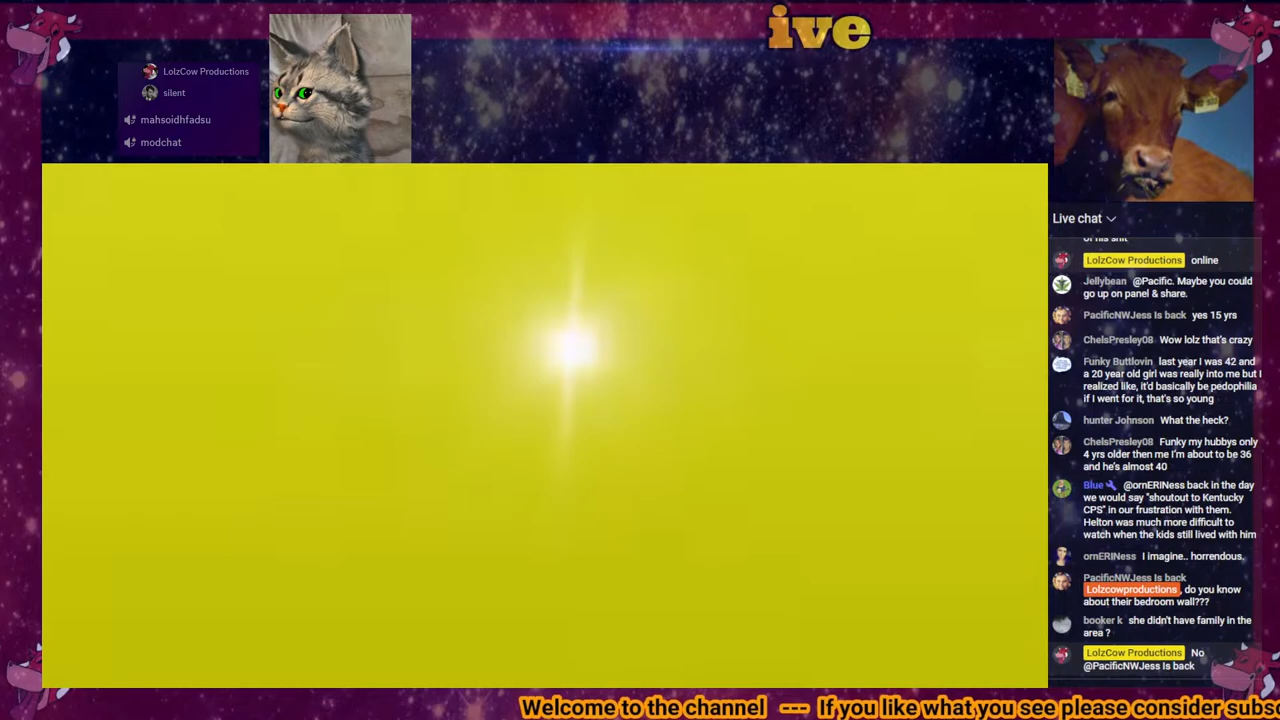 ive
LolzCow Productions
silent
mahsoidhfadsu
modchat
Live chat
of his shit
LolzCow Productions online
Jellybean @Pacific. Maybe you could
go up on panel & share.
PacificNWJess Is back yes 15 yrs
ChelsPresley08 Wow lolz that's crazy
Funky Buttlovin last year I was 42 and
a 20 year old girl was really into me but I
realized like, it'd basically be pedophilia
if I went for it, that's so young
hunter Johnson What the heck?
ChelsPresley08 Funky my hubbys only
4 yrs older then me I'm about to be 36
and he's almost 40
Blue @ornERINess back in the day
we would say "shoutout to Kentucky
CPS" in our frustration with them.
Helton was much more difficult to
watch when the kids still lived with him
ornERINess I imagine.. horrendous.
PacificNWJess Is back
Lolzcowproductions, do you know
about their bedroom wall???
booker k she didn't have family in the
area ?
LolzCow Productions No
@PacificNWJess Is back
Welcome to the channel --- If you like what you see please consider subsc